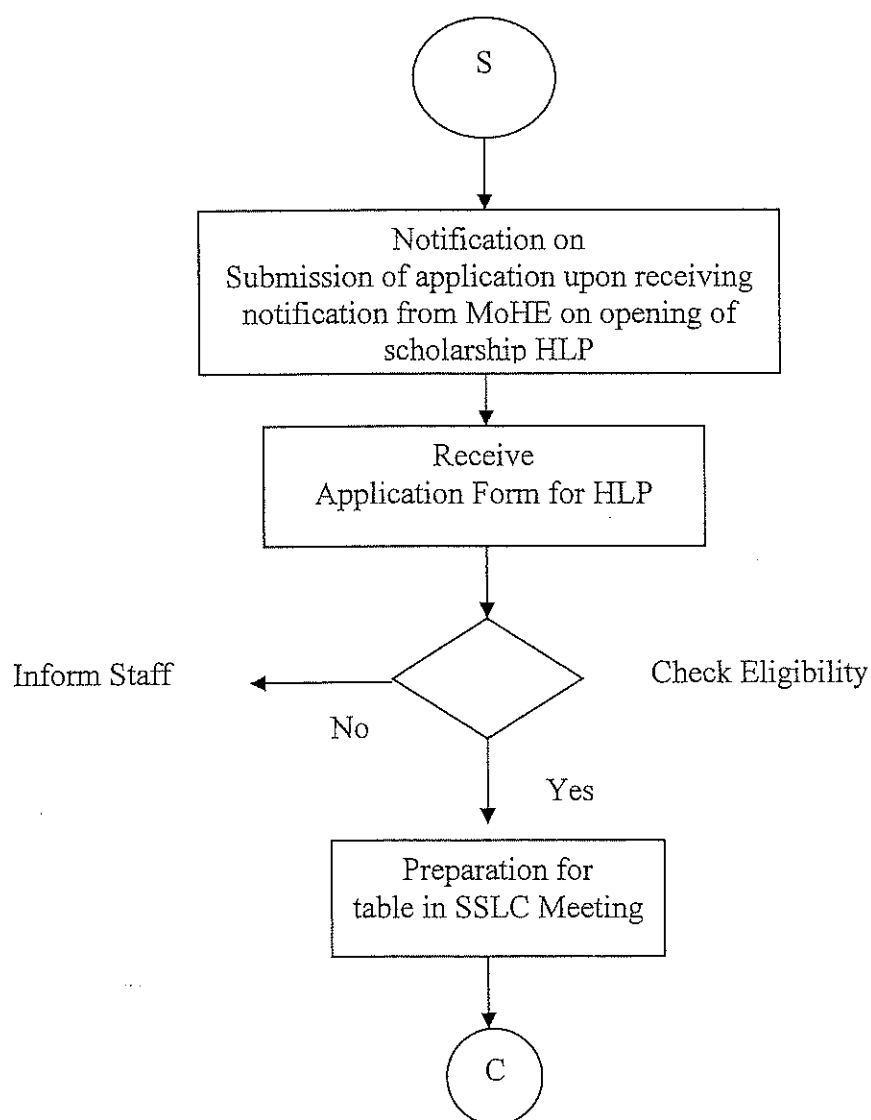 S
Notification on
Submission of application upon receiving
notification from MoHE on opening of
scholarship HLP
Receive
Application Form for HLP
Inform Staff
Check Eligibility
No
Yes
Preparation for
table in SSLC Meeting
C